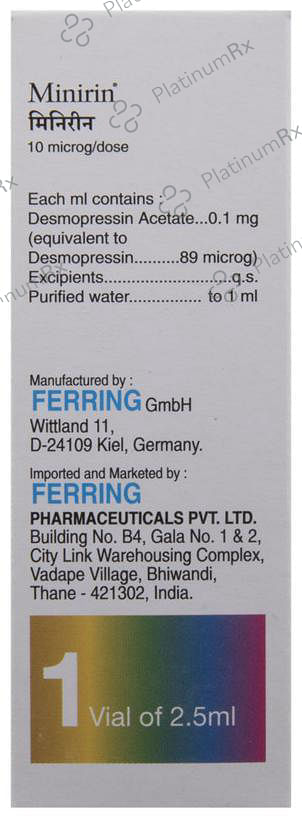 PlatinumRx
Minirin®
मिनिरीन
10 microg/dose
PlatinumRx
Each ml contains :
Desmopressin Acetate...0.1 mg
(equivalent to
Desmopressin..........89 microg)
Excipients............................q.s.
Purified water................ to 1 ml
Manufactured by :
FERRING GmbH
Wittland 11,
D-24109 Kiel, Germany.
Imported and Marketed by :
FERRING
PHARMACEUTICALS PVT. LTD.
Building No. B4, Gala No. 1 & 2,
City Link Warehousing Complex,
Vadape Village, Bhiwandi,
Thane - 421302, India.
1 Vial of 2.5ml